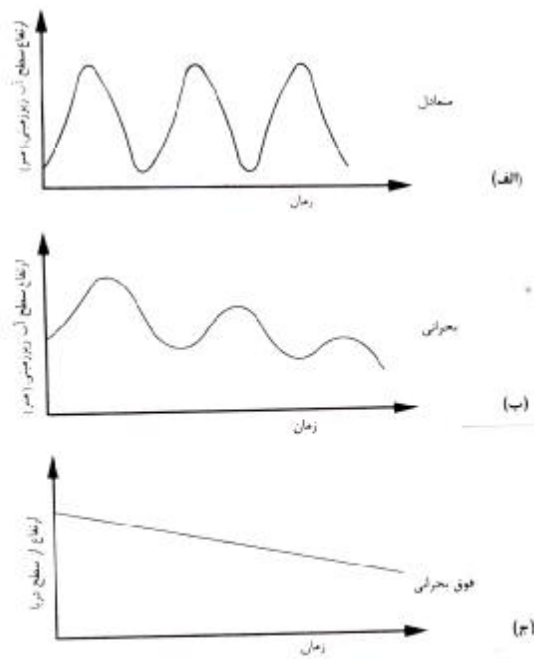 ارتفاع سطح آب زیرزمینی (متر)
متعادل
(الف)
زمان
ارتفاع سطح آب زیرزمینی (متر)
بحرانی
(ب)
زمان
ارتفاع از سطح دریا
فوق بحرانی
(ج)
زمان